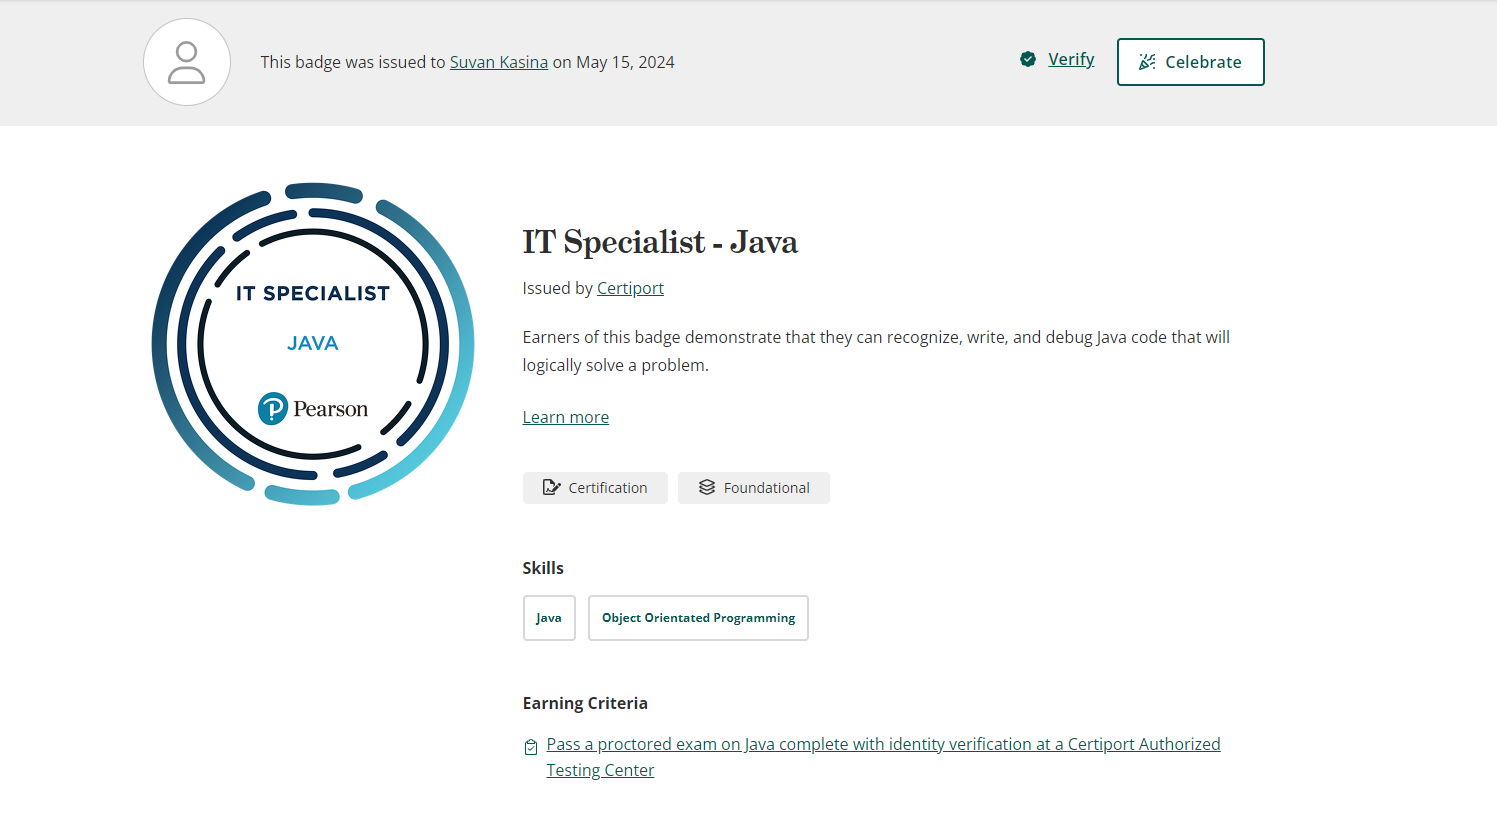 This badge was issued to Suvan Kasina on May 15, 2024
Verify
Celebrate
IT SPECIALIST
JAVA
Pearson
IT Specialist - Java
Issued by Certiport
Earners of this badge demonstrate that they can recognize, write, and debug Java code that will
logically solve a problem.
Learn more
Certification
Foundational
Skills
Java
Object Orientated Programming
Earning Criteria
Pass a proctored exam on Java complete with identity verification at a Certiport Authorized
Testing Center